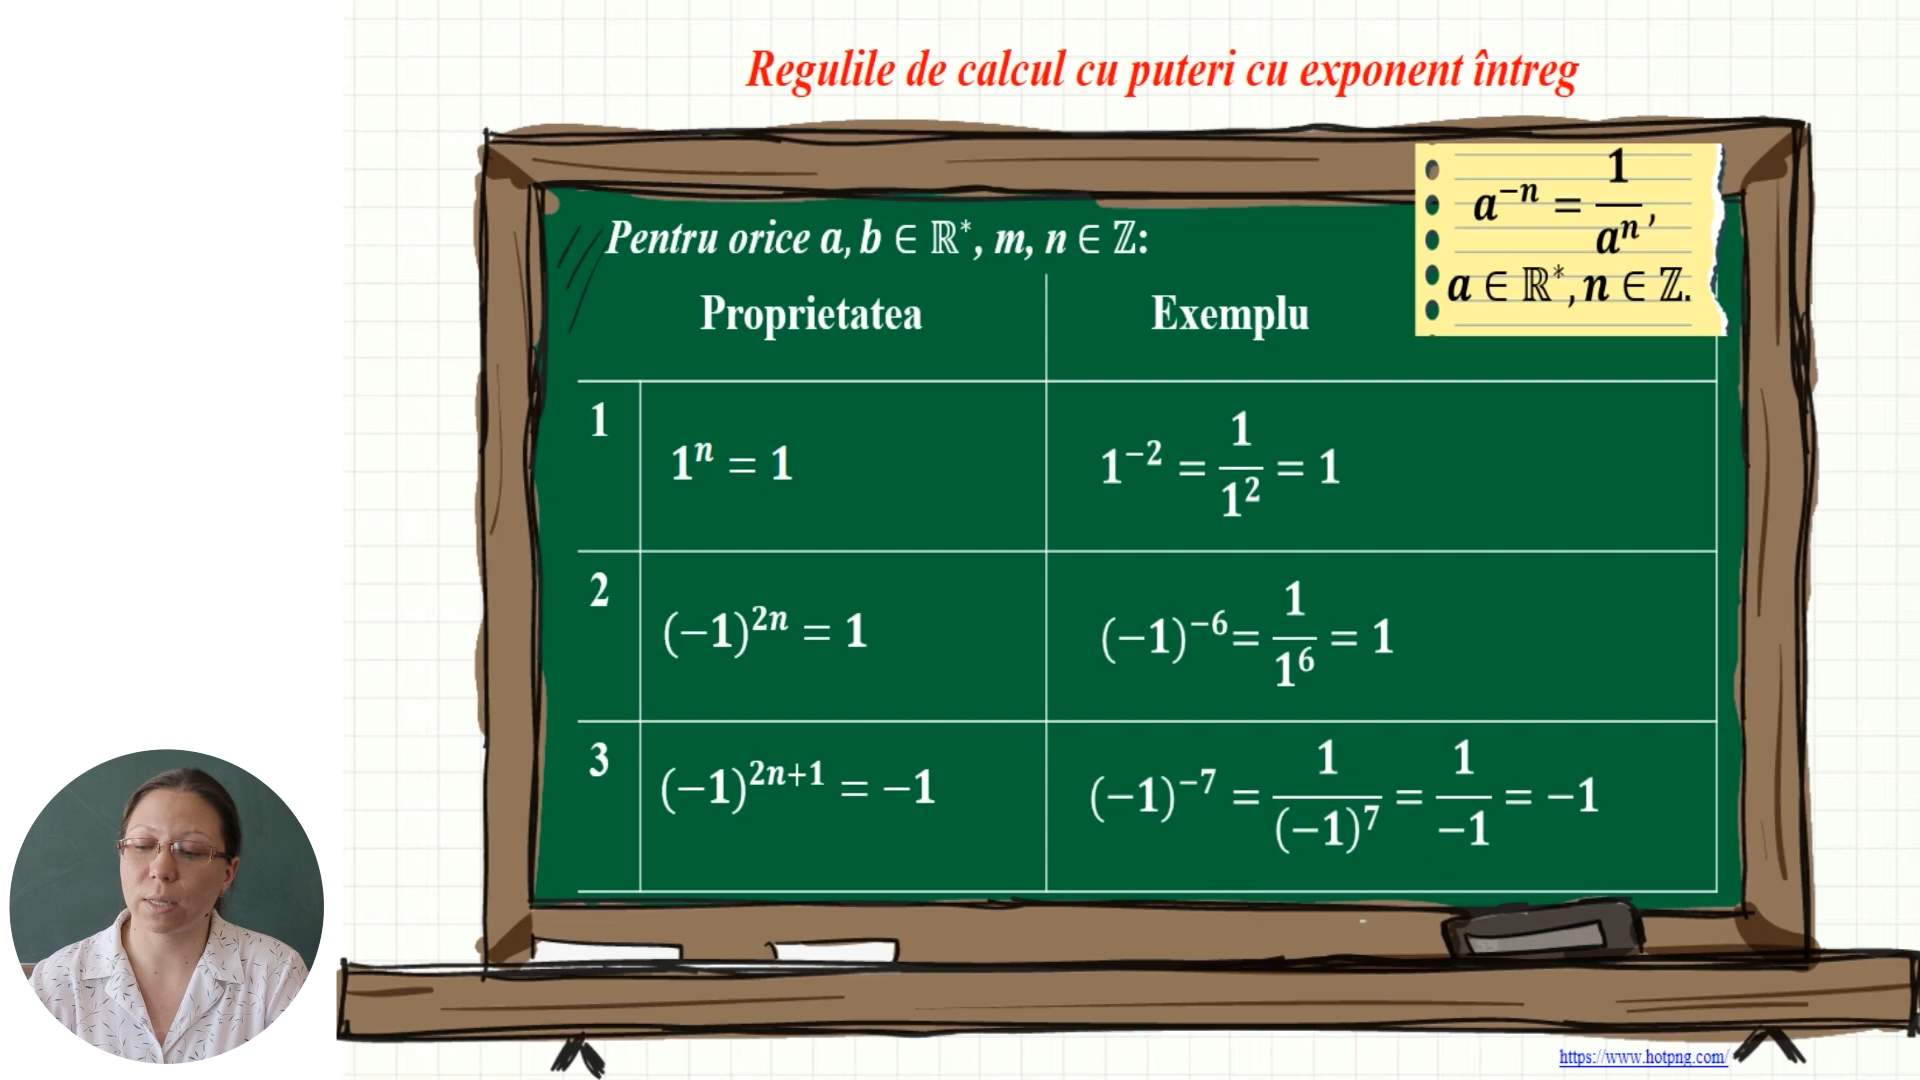 Regulile de calcul cu puteri cu exponent întreg
Pentru orice a, b ∈ ℝ*, m, n ∈ ℤ:
a⁻ⁿ = 1/aⁿ,
a ∈ ℝ*, n ∈ ℤ.
Proprietatea Exemplu
1 1ⁿ = 1 1⁻² = 1/1² = 1
2 (−1)²ⁿ = 1 (−1)⁻⁶= 1/1⁶ = 1
3 (−1)²ⁿ⁺¹ = −1 (−1)⁻⁷ = 1/(−1)⁷ = 1/−1 = −1
https://www.hotpng.com/